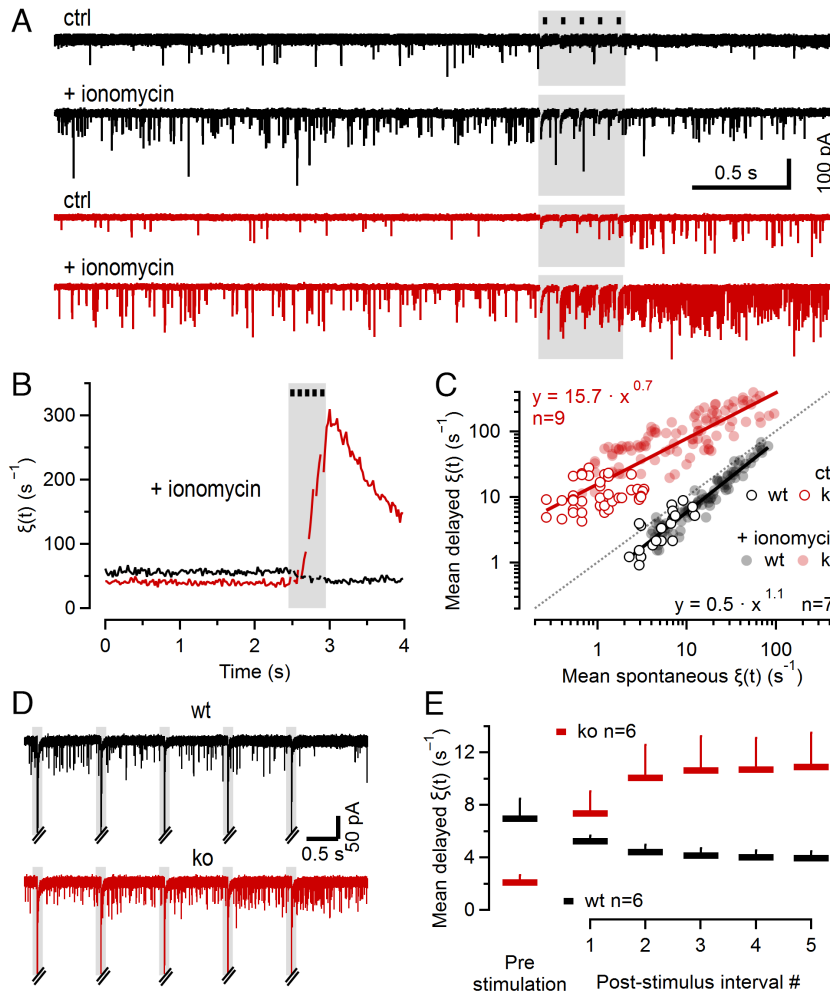 A
ctrl
+ ionomycin
0.5 s
100 pA
ctrl
+ ionomycin
B
ξ(t) (s⁻¹)
300
200
100
50
0
+ ionomycin
0 1 2 3 4
Time (s)
C
Mean delayed ξ(t) (s⁻¹)
y = 15.7 · x^0.7
n=9
100
10
1
ct
wt k
+ ionomyci
wt k
y = 0.5 · x^1.1 n=7
1 10 100
Mean spontaneous ξ(t) (s⁻¹)
D
wt
50 pA
0.5 s
ko
E
Mean delayed ξ(t) (s⁻¹)
12
8
4
0
ko n=6
wt n=6
1 2 3 4 5
Pre
stimulation
Post-stimulus interval #